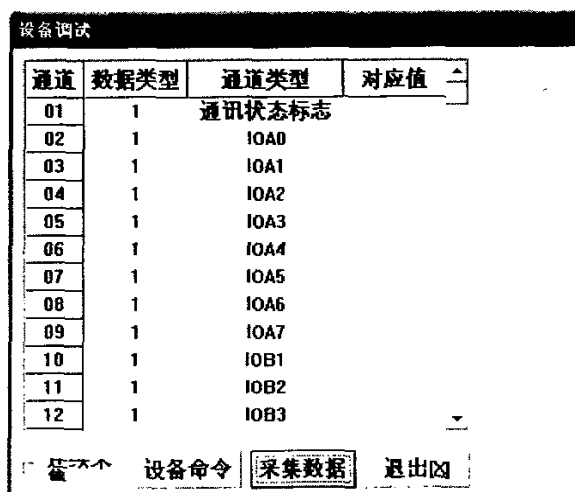 设备调试
通道 数据类型 通道类型 对应值
01 1 通讯状态标志
02 1 IOA0
03 1 IOA1
04 1 IOA2
05 1 IOA3
06 1 IOA4
07 1 IOA5
08 1 IOA6
09 1 IOA7
10 1 IOB1
11 1 IOB2
12 1 IOB3
设备命令 采集数据 退出